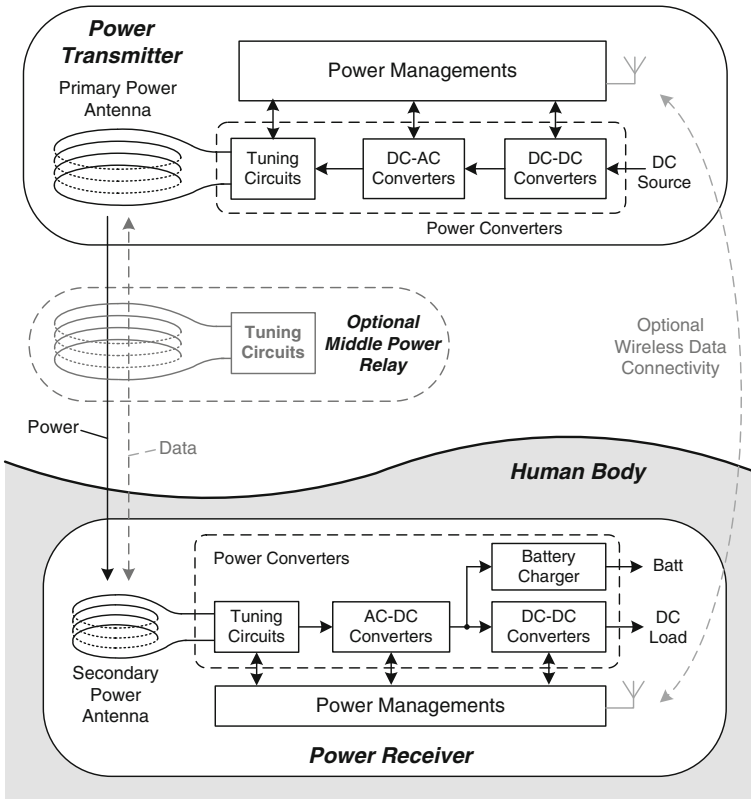 Power
Transmitter
Primary Power
Antenna
Power Managements
Tuning
Circuits
DC-AC
Converters
DC-DC
Converters
DC
Source
Power Converters
Tuning
Circuits
Optional
Middle Power
Relay
Optional
Wireless Data
Connectivity
Power
Data
Human Body
Power Converters
Battery
Charger
Batt
Tuning
Circuits
AC-DC
Converters
DC-DC
Converters
DC
Load
Secondary
Power
Antenna
Power Managements
Power Receiver